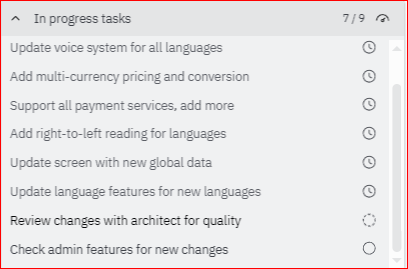 In progress tasks 7 / 9
Update voice system for all languages
Add multi-currency pricing and conversion
Support all payment services, add more
Add right-to-left reading for languages
Update screen with new global data
Update language features for new languages
Review changes with architect for quality
Check admin features for new changes